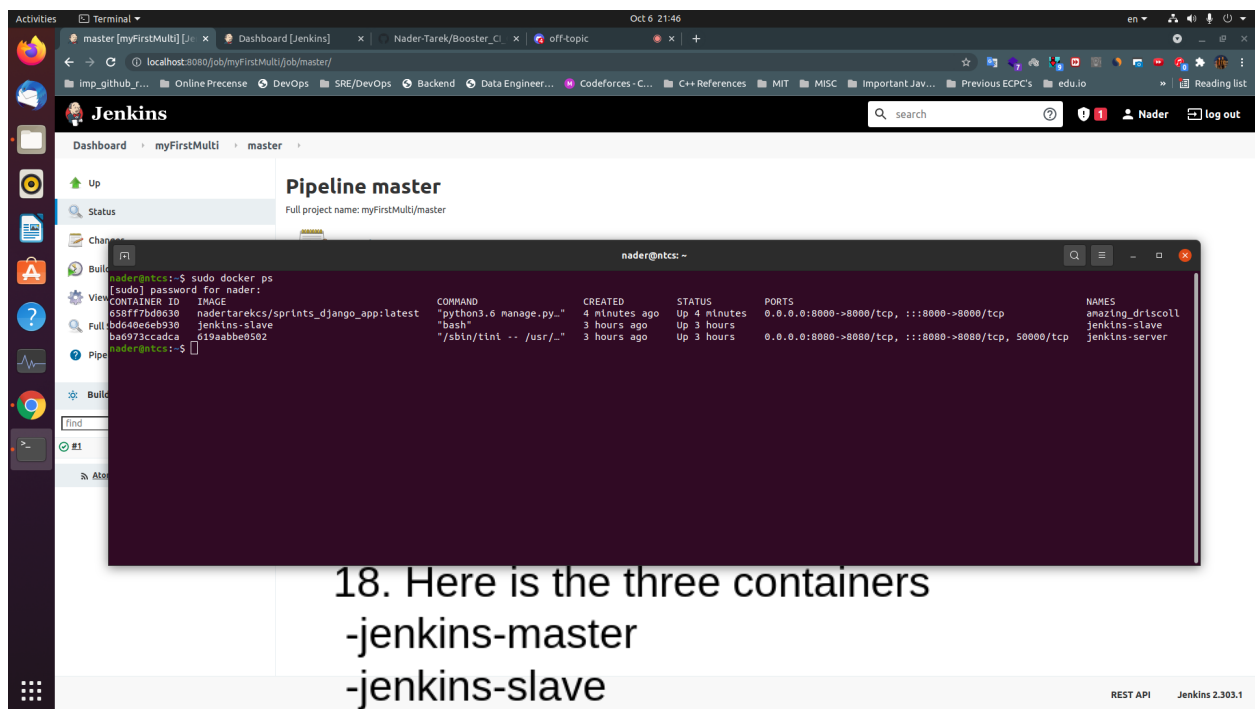 Activities
Terminal
Oct 6 21:46
en
master [myFirstMulti] [Je
Dashboard [Jenkins]
Nader-Tarek/Booster_CI_
off-topic
localhost:8080/job/myFirstMulti/job/master/
imp_github_r...
Online Precense
DevOps
SRE/DevOps
Backend
Data Engineer...
Codeforces - C...
C++ References
MIT
MISC
Important Jav...
Previous ECPC's
edu.io
»
Reading list
Jenkins
search
1
Nader
log out
Dashboard
myFirstMulti
master
Up
Status
Pipeline master
Full project name: myFirstMulti/master
nader@ntcs: ~
nader@ntcs:~$ sudo docker ps
[sudo] password for nader:
CONTAINER ID IMAGE COMMAND CREATED STATUS PORTS NAMES
658ff7bd0630 nadertarekcs/sprints_django_app:latest "python3.6 manage.py…" 4 minutes ago Up 4 minutes 0.0.0.0:8000->8000/tcp, :::8000->8000/tcp amazing_driscoll
bd640e6eb930 jenkins-slave "bash" 3 hours ago Up 3 hours jenkins-slave
ba6973ccadca 619aabbe0502 "/sbin/tini -- /usr/…" 3 hours ago Up 3 hours 0.0.0.0:8080->8080/tcp, :::8080->8080/tcp, 50000/tcp jenkins-server
nader@ntcs:~$
View
Full
Pipe
Build
find
#1
Ato
18. Here is the three containers
-jenkins-master
-jenkins-slave
REST API
Jenkins 2.303.1